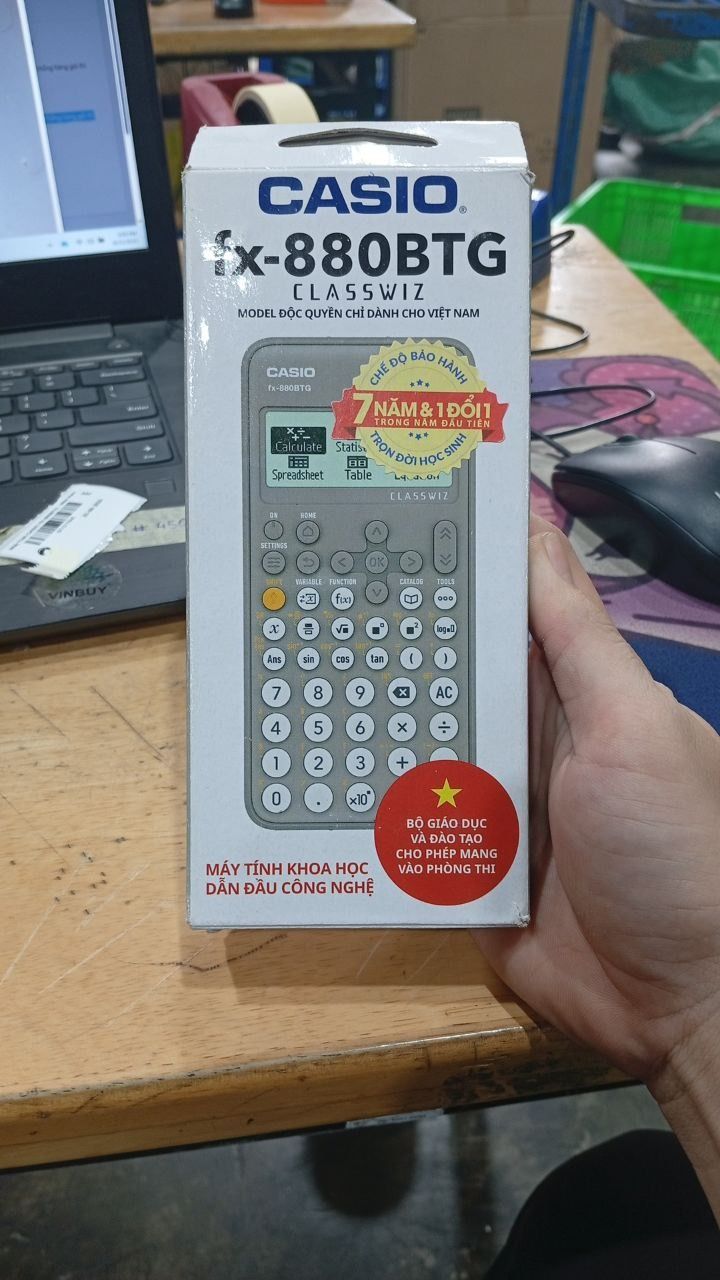 CASIO®
fx-880BTG
CLASSWIZ
MODEL ĐỘC QUYỀN CHỈ DÀNH CHO VIỆT NAM
CASIO
fx-880BTG
CHẾ ĐỘ BẢO HÀNH
7 NĂM & 1 ĐỔI 1
TRONG NĂM ĐẦU TIÊN
TRỌN ĐỜI HỌC SINH
Calculate
Spreadsheet Table
CLASSWIZ
ON HOME
SETTINGS
OK
SHIFT VARIABLE FUNCTION CATALOG TOOLS
f(x)
x
Ans sin cos tan ( )
7 8 9 AC
4 5 6 × ÷
1 2 3 +
0 . ×10
BỘ GIÁO DỤC
VÀ ĐÀO TẠO
CHO PHÉP MANG
VÀO PHÒNG THI
MÁY TÍNH KHOA HỌC
DẪN ĐẦU CÔNG NGHỆ
VINBUY